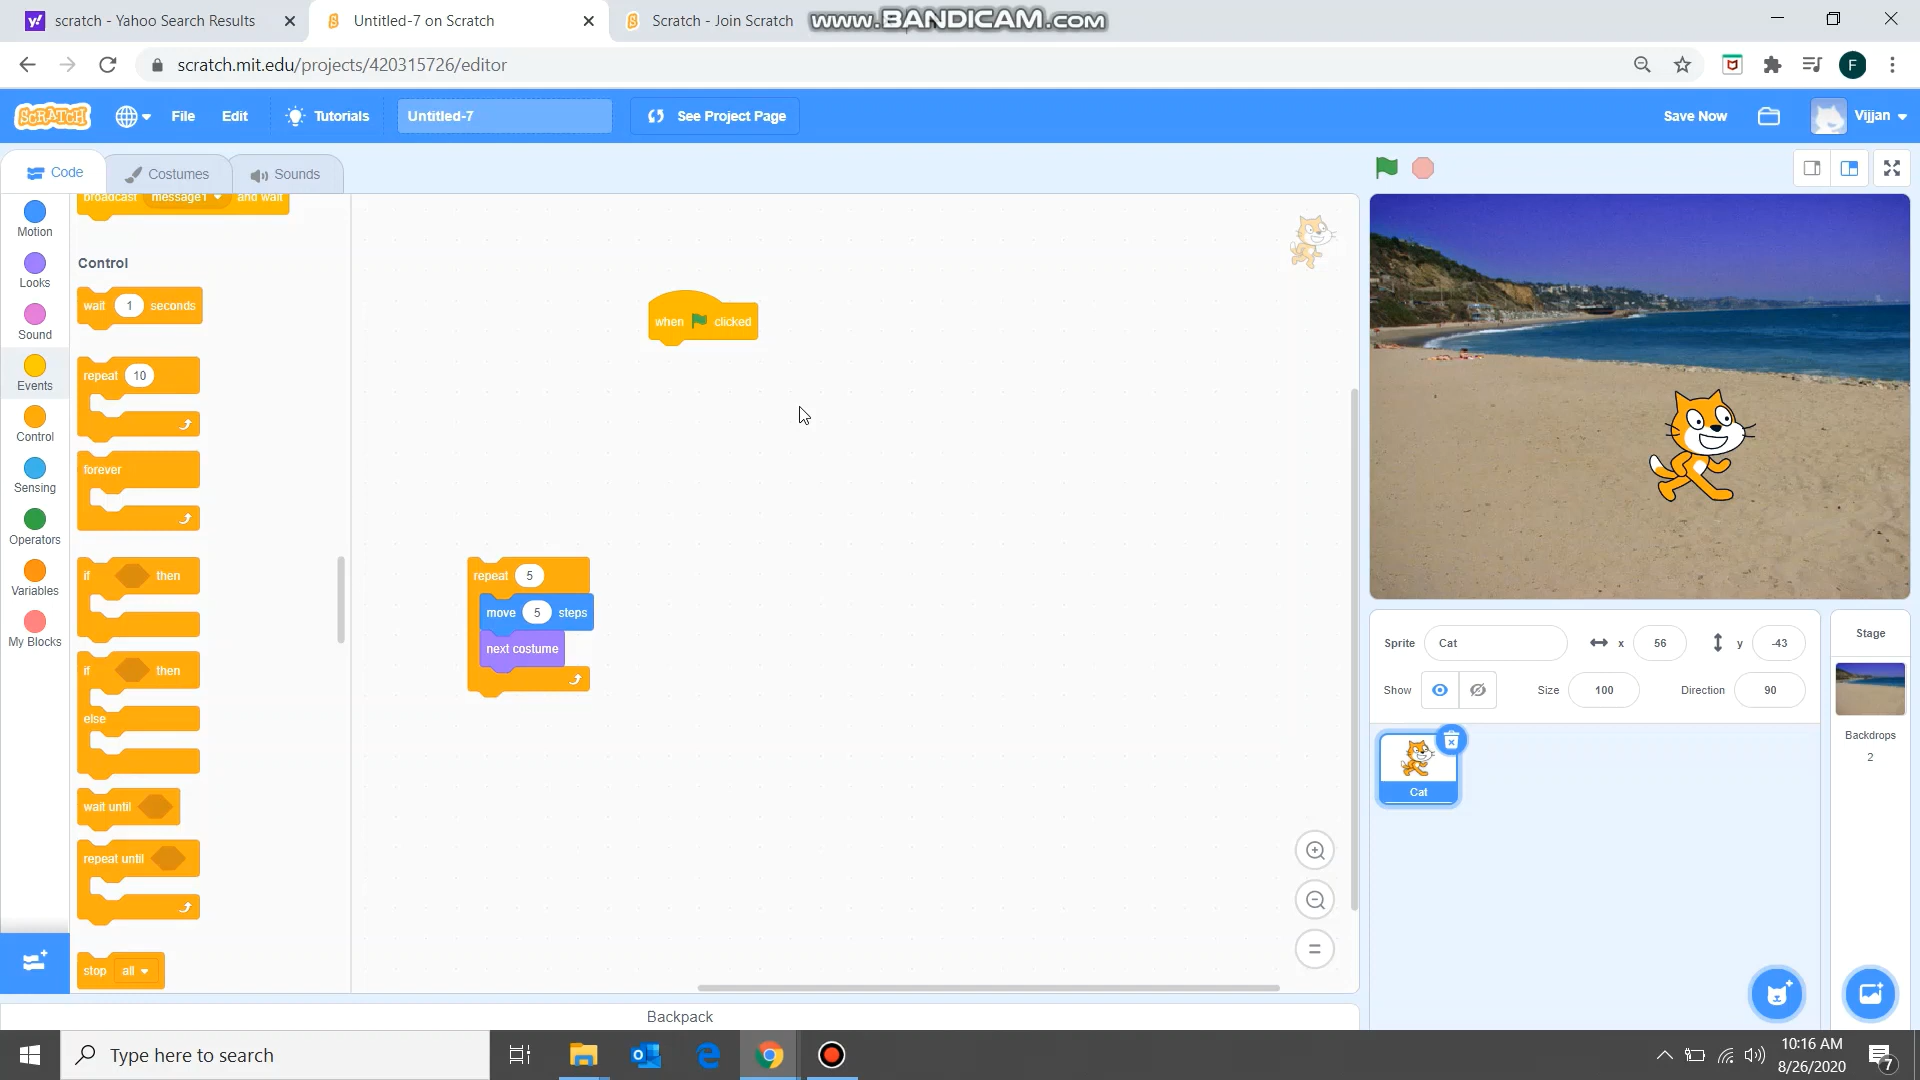 scratch - Yahoo Search Results
Untitled-7 on Scratch
Scratch - Join Scratch
www.BANDICAM.com
scratch.mit.edu/projects/420315726/editor
F
SCRATCH
File
Edit
Tutorials
Untitled-7
See Project Page
Save Now
Vijjan
Code
Costumes
Sounds
Motion
Looks
Sound
Events
Control
Sensing
Operators
Variables
My Blocks
broadcast message1 and wait
Control
wait 1 seconds
repeat 10
forever
if then
if then
else
wait until
repeat until
stop all
when clicked
repeat 5
move 5 steps
next costume
Sprite Cat x 56 y -43
Show Size 100 Direction 90
Cat
Stage
Backdrops
2
Backpack
Type here to search
10:16 AM
8/26/2020
7